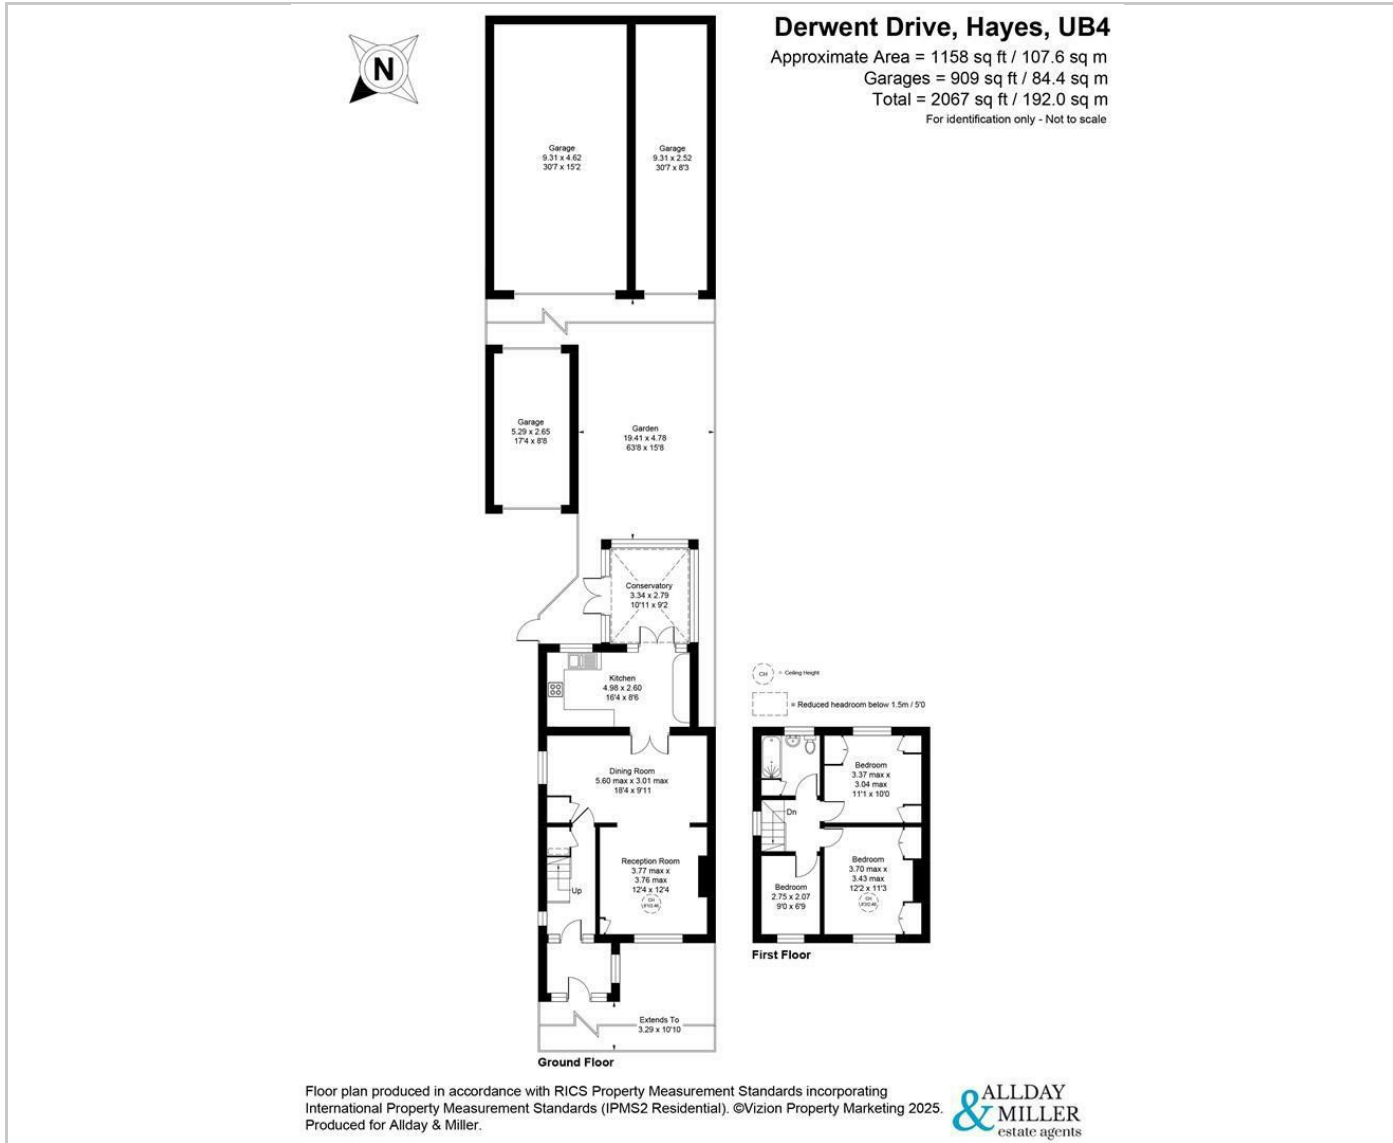 N
Derwent Drive, Hayes, UB4
Approximate Area = 1158 sq ft / 107.6 sq m
Garages = 909 sq ft / 84.4 sq m
Total = 2067 sq ft / 192.0 sq m
For identification only - Not to scale
Garage
9.31 x 4.62
30'7 x 15'2
Garage
9.31 x 2.52
30'7 x 8'3
Garage
5.29 x 2.65
17'4 x 8'8
Garden
19.41 x 4.78
63'8 x 15'8
Conservatory
3.34 x 2.79
10'11 x 9'2
Kitchen
4.98 x 2.60
16'4 x 8'6
Dining Room
5.60 max x 3.01 max
18'4 x 9'11
Reception Room
3.77 max x
3.76 max
12'4 x 12'4
CH
Up
Extends To
3.29 x 10'10
Ground Floor
CH = Ceiling Height
= Reduced headroom below 1.5m / 5'0
Bedroom
3.37 max x
3.04 max
11'1 x 10'0
Dn
Bedroom
3.70 max x
3.43 max
12'2 x 11'3
CH
Bedroom
2.75 x 2.07
9'0 x 6'9
First Floor
Floor plan produced in accordance with RICS Property Measurement Standards incorporating
International Property Measurement Standards (IPMS2 Residential). ©Vizion Property Marketing 2025.
Produced for Allday & Miller.
ALLDAY
& MILLER
estate agents